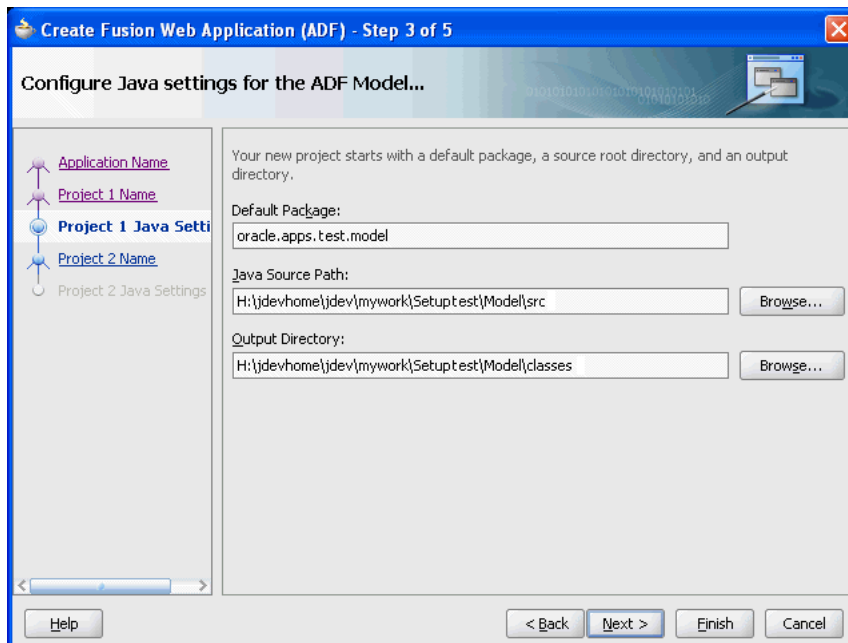 Create Fusion Web Application (ADF) - Step 3 of 5
Configure Java settings for the ADF Model...
Application Name
Project 1 Name
Project 1 Java Setti
Project 2 Name
Project 2 Java Settings
Your new project starts with a default package, a source root directory, and an output
directory.
Default Package:
oracle.apps.test.model
Java Source Path:
H:\jdevhome\jdev\mywork\Setuptest\Model\src
Browse...
Output Directory:
H:\jdevhome\jdev\mywork\Setuptest\Model\classes
Browse...
Help
< Back
Next >
Finish
Cancel